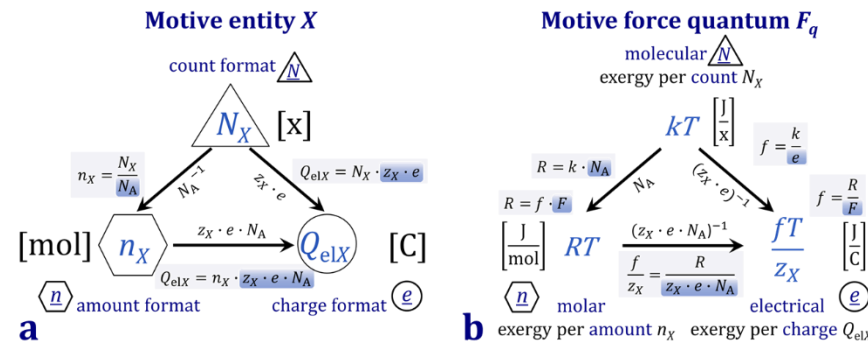 Motive entity X
count format N
N_X [x]
n_X = N_X / N_A
N_A^{-1}
z_X · e
Q_elX = N_X · z_X · e
[mol] n_X
z_X · e · N_A
Q_elX [C]
Q_elX = n_X · z_X · e · N_A
n amount format
charge format e
a
Motive force quantum F_q
molecular N
exergy per count N_X
kT [J/x]
f = k/e
R = k · N_A
N_A
(z_X · e)^{-1}
R = f · F
f = R/F
[J/mol] RT
(z_X · e · N_A)^{-1}
fT/z_X [J/C]
f/z_X = R / (z_X · e · N_A)
n molar
electrical e
exergy per amount n_X
exergy per charge Q_elX
b